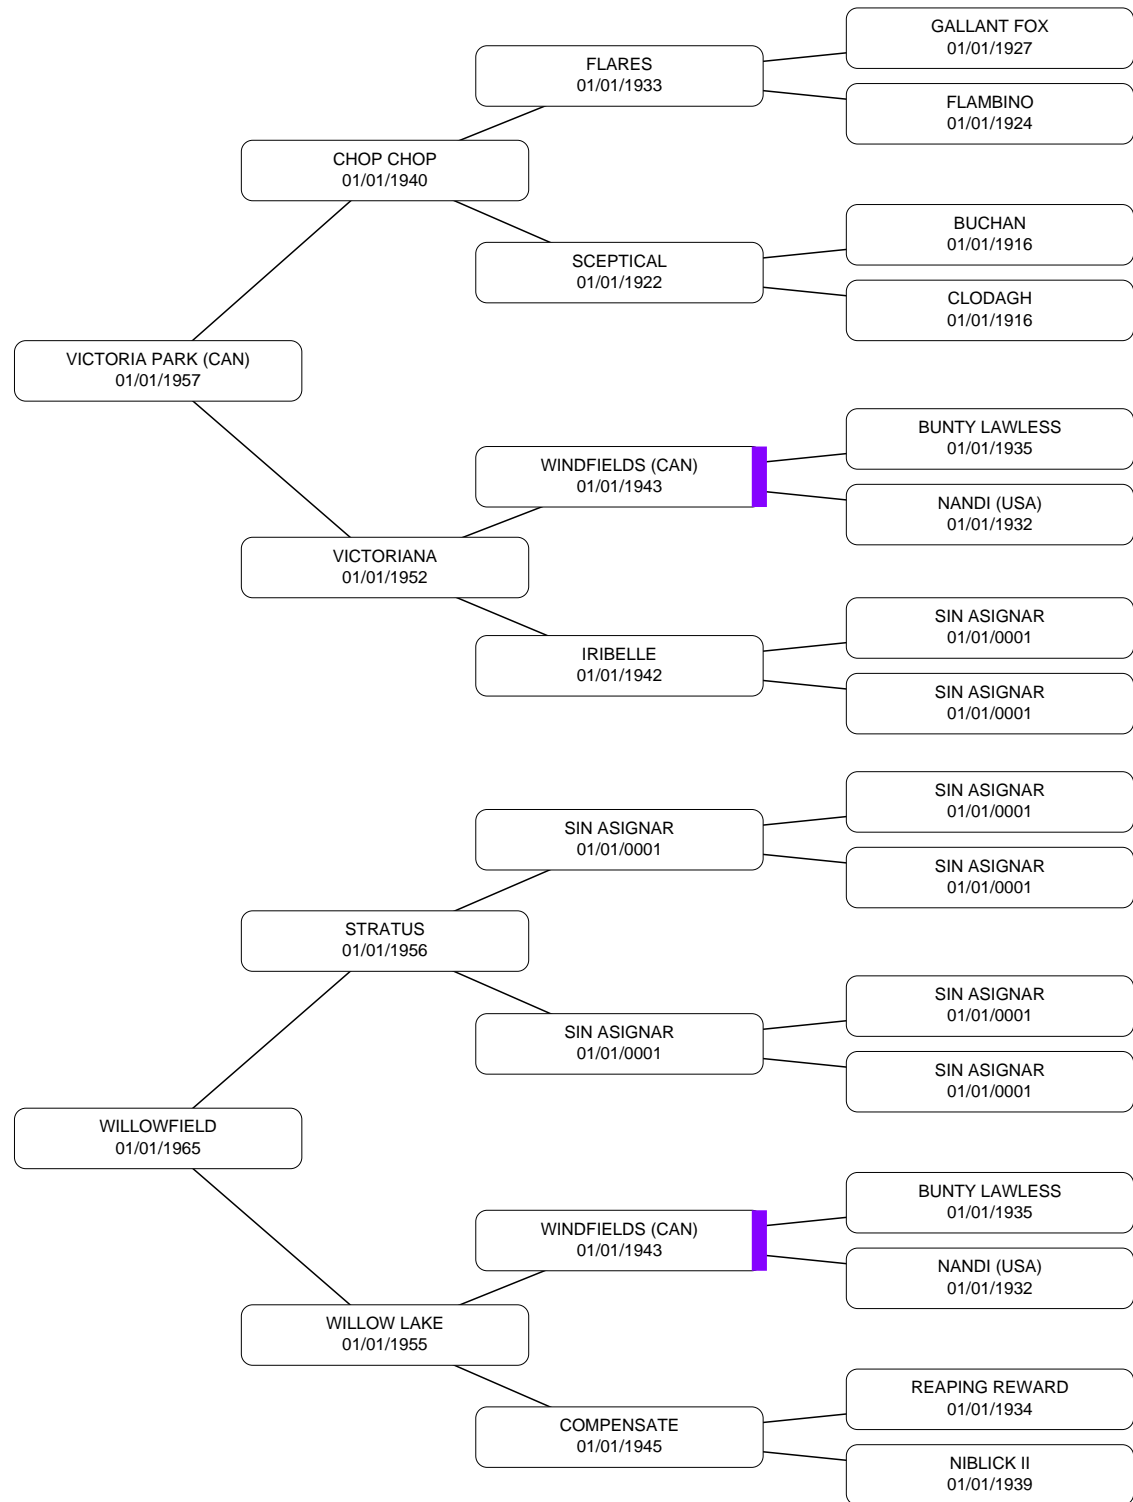 GALLANT FOX
01/01/1927
FLARES
01/01/1933
FLAMBINO
01/01/1924
CHOP CHOP
01/01/1940
BUCHAN
01/01/1916
SCEPTICAL
01/01/1922
CLODAGH
01/01/1916
VICTORIA PARK (CAN)
01/01/1957
BUNTY LAWLESS
01/01/1935
WINDFIELDS (CAN)
01/01/1943
NANDI (USA)
01/01/1932
VICTORIANA
01/01/1952
SIN ASIGNAR
01/01/0001
IRIBELLE
01/01/1942
SIN ASIGNAR
01/01/0001
SIN ASIGNAR
01/01/0001
SIN ASIGNAR
01/01/0001
SIN ASIGNAR
01/01/0001
STRATUS
01/01/1956
SIN ASIGNAR
01/01/0001
SIN ASIGNAR
01/01/0001
SIN ASIGNAR
01/01/0001
WILLOWFIELD
01/01/1965
BUNTY LAWLESS
01/01/1935
WINDFIELDS (CAN)
01/01/1943
NANDI (USA)
01/01/1932
WILLOW LAKE
01/01/1955
REAPING REWARD
01/01/1934
COMPENSATE
01/01/1945
NIBLICK II
01/01/1939